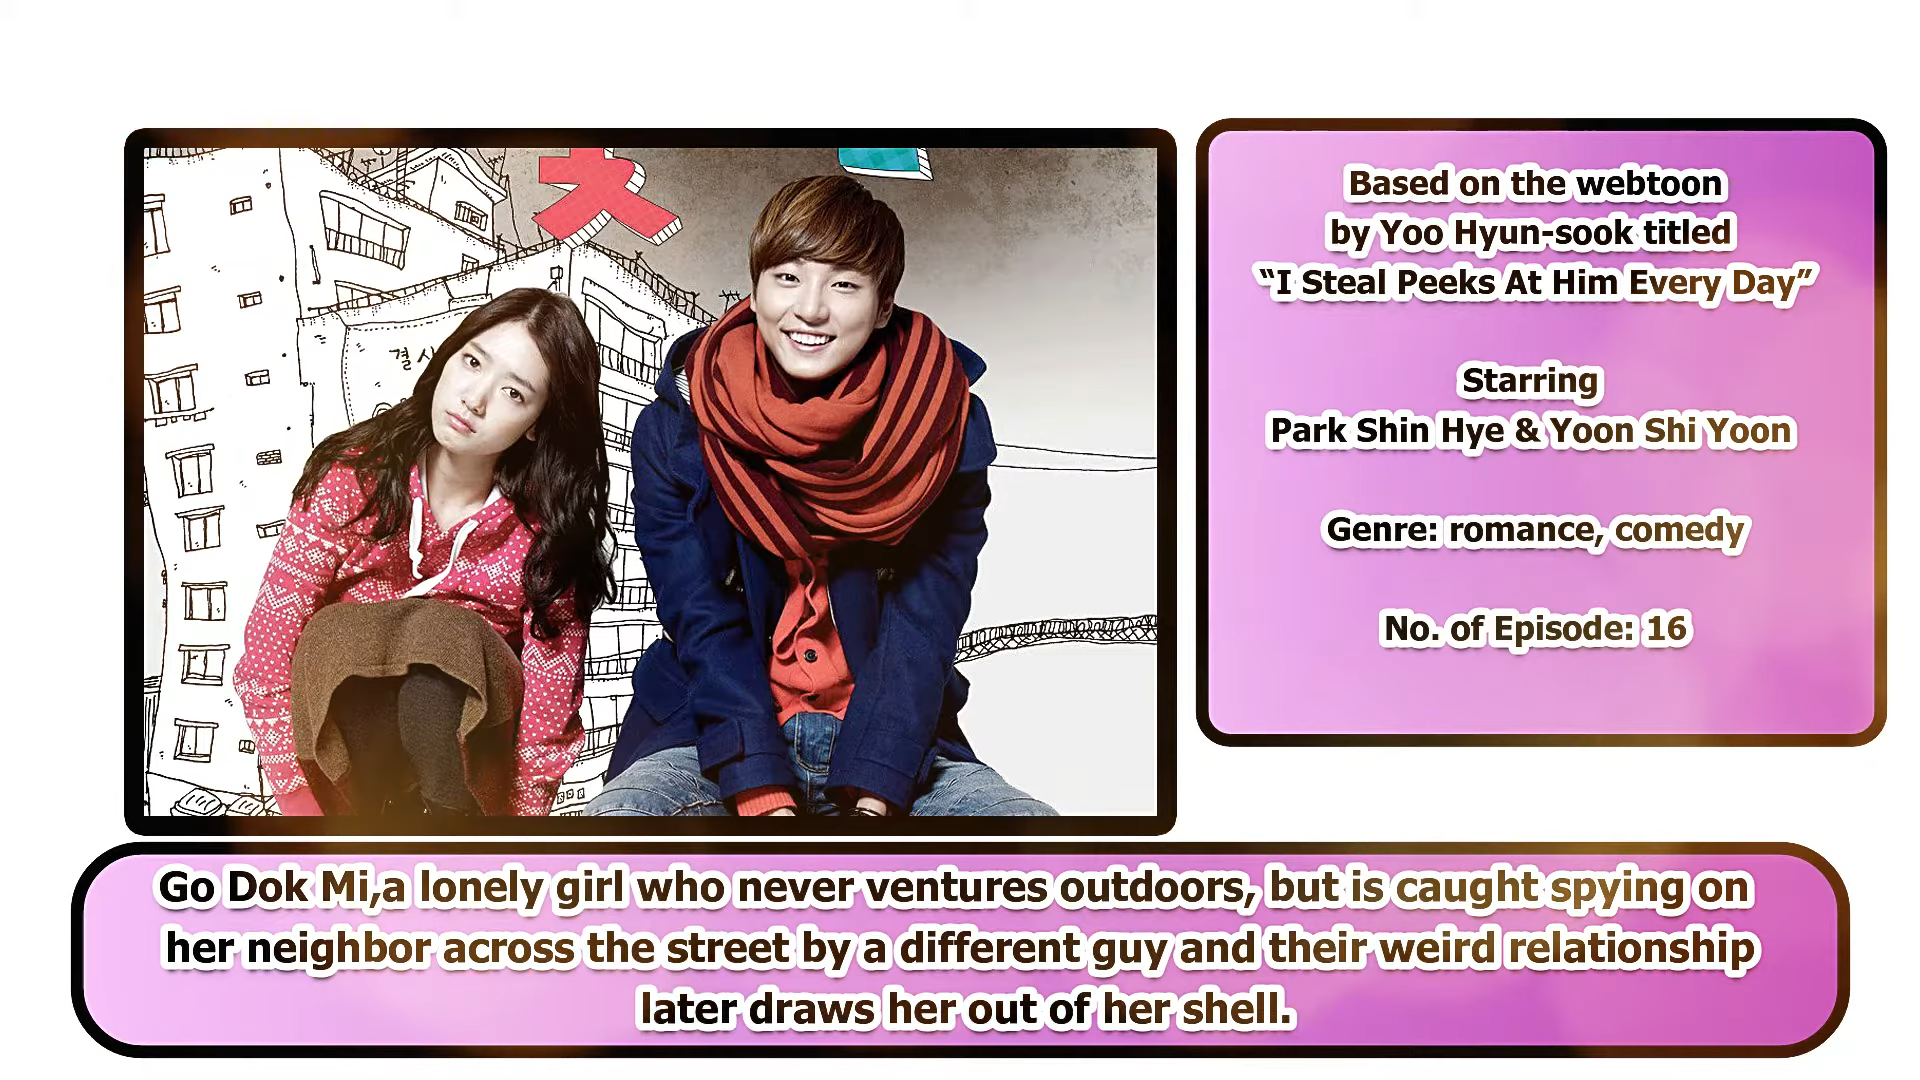 Based on the webtoon
by Yoo Hyun-sook titled
“I Steal Peeks At Him Every Day”
Starring
Park Shin Hye & Yoon Shi Yoon
Genre: romance, comedy
No. of Episode: 16
결사
Go Dok Mi,a lonely girl who never ventures outdoors, but is caught spying on
her neighbor across the street by a different guy and their weird relationship
later draws her out of her shell.